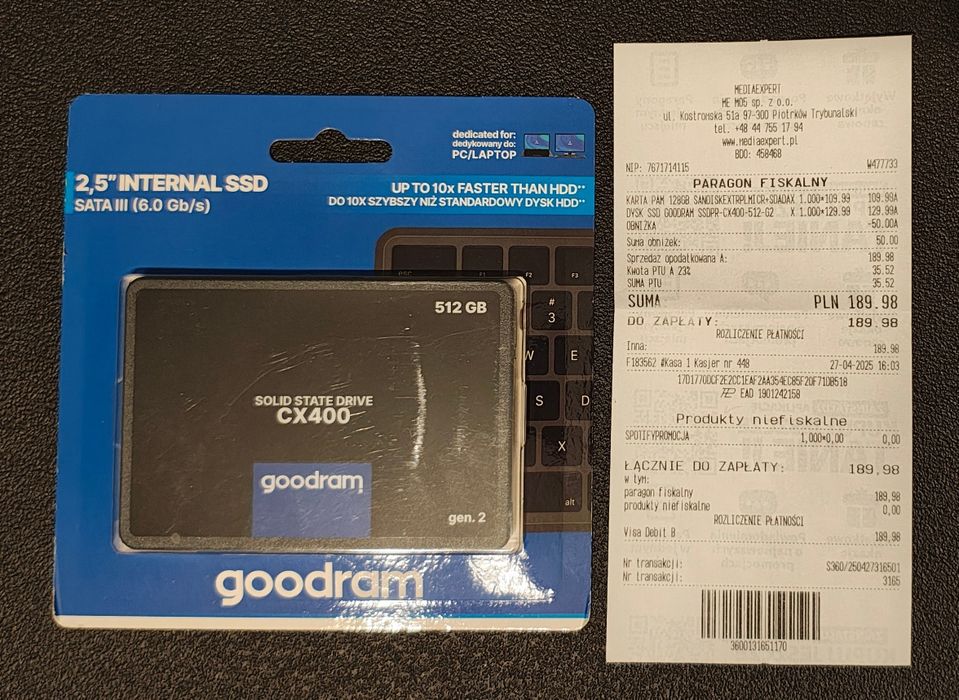 dedicated for:
dedykowany do:
PC/LAPTOP
2,5" INTERNAL SSD
SATA III (6.0 Gb/s)
UP TO 10x FASTER THAN HDD**
DO 10X SZYBSZY NIŻ STANDARDOWY DYSK HDD**
esc
F1
F2
F3
#
3
W
E
S
D
X
alt
512 GB
SOLID STATE DRIVE
CX400
goodram
gen. 2
goodram
MEDIAEXPERT
ME M05 sp. z o.o.
ul. Kostromska 51a 97-300 Piotrków Trybunalski
tel. +48 44 755 17 94
www.mediaexpert.pl
BDO: 458468
NIP: 7671714115 W477733
PARAGON FISKALNY
KARTA PAM 128GB SANDISKEXTRPLMICR+SDADAX 1.000*109.99 109.98A
DYSK SSD GOODRAM SSDPR-CX400-512-G2 X 1.000*129.99 129.99A
OBNIŻKA -50.00A
Suma obniżek: 50.00
Sprzedaż opodatkowana A: 189.98
Kwota PTU A 23% 35.52
SUMA PTU 35.52
SUMA PLN 189.98
DO ZAPŁATY: 189.98
ROZLICZENIE PŁATNOŚCI
Inna: 189.98
F183562 #Kasa 1 Kasjer nr 448 27-04-2025 16:03
EAD 1901242158
Produkty niefiskalne
SPOTIFYPROMOCJA 1,000*0,00 0,00
ŁĄCZNIE DO ZAPŁATY: 189,98
w tym:
paragon fiskalny 189,98
produkty niefiskalne 0,00
ROZLICZENIE PŁATNOŚCI
Visa Debit B 189,98
Nr transakcji: S360/250427316501
Nr transakcji: 3165
3600131651170